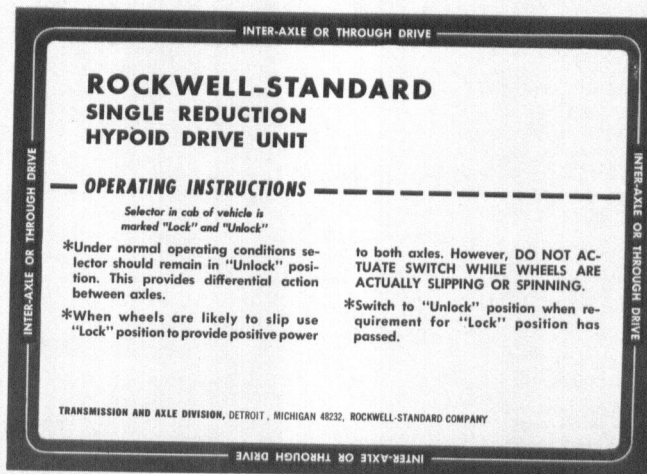 INTER-AXLE OR THROUGH DRIVE
ROCKWELL-STANDARD
SINGLE REDUCTION
HYPOID DRIVE UNIT
OPERATING INSTRUCTIONS
Selector in cab of vehicle is
marked "Lock" and "Unlock"
*Under normal operating conditions se-
lector should remain in "Unlock" posi-
tion. This provides differential action
between axles.
*When wheels are likely to slip use
"Lock" position to provide positive power
to both axles. However, DO NOT AC-
TUATE SWITCH WHILE WHEELS ARE
ACTUALLY SLIPPING OR SPINNING.
*Switch to "Unlock" position when re-
quirement for "Lock" position has
passed.
TRANSMISSION AND AXLE DIVISION, DETROIT, MICHIGAN 48232, ROCKWELL-STANDARD COMPANY
INTER-AXLE OR THROUGH DRIVE
INTER-AXLE OR THROUGH DRIVE
INTER-AXLE OR THROUGH DRIVE